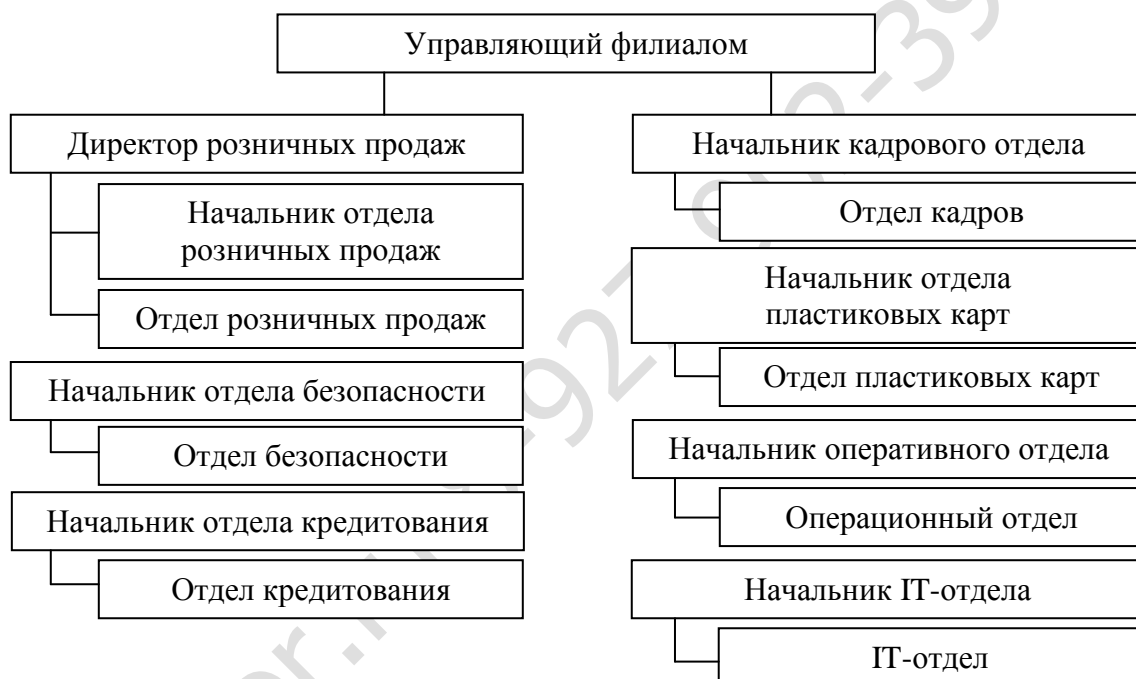 Управляющий филиалом
Директор розничных продаж
Начальник отдела
розничных продаж
Отдел розничных продаж
Начальник отдела безопасности
Отдел безопасности
Начальник отдела кредитования
Отдел кредитования
Начальник кадрового отдела
Отдел кадров
Начальник отдела
пластиковых карт
Отдел пластиковых карт
Начальник оперативного отдела
Операционный отдел
Начальник IT-отдела
IT-отдел